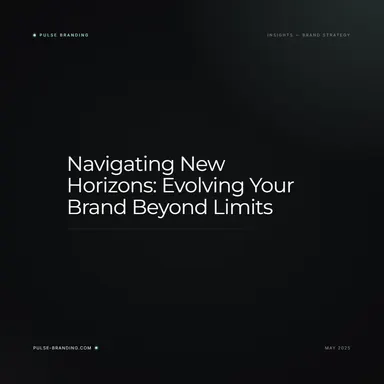 PULSE BRANDING
INSIGHTS — BRAND STRATEGY
Navigating New
Horizons: Evolving Your
Brand Beyond Limits
PULSE-BRANDING.COM
MAY 2025